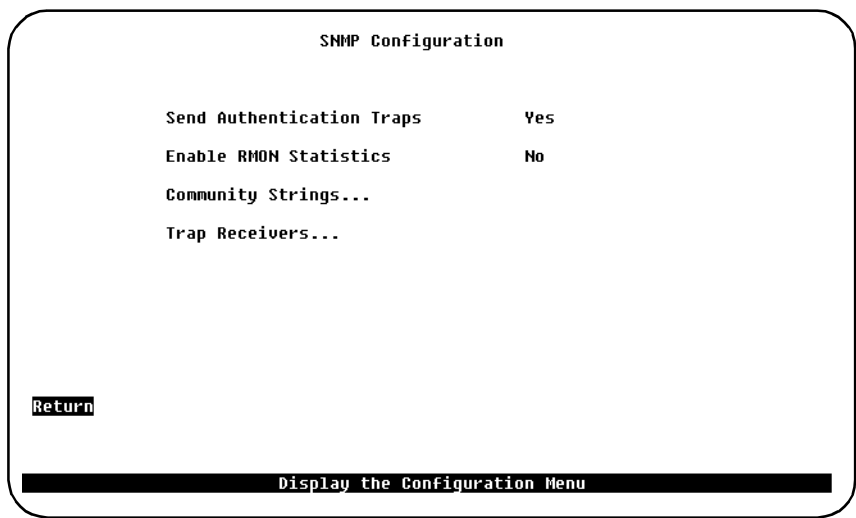 SNMP Configuration
Send Authentication Traps Yes
Enable RMON Statistics No
Community Strings...
Trap Receivers...
Return
Display the Configuration Menu